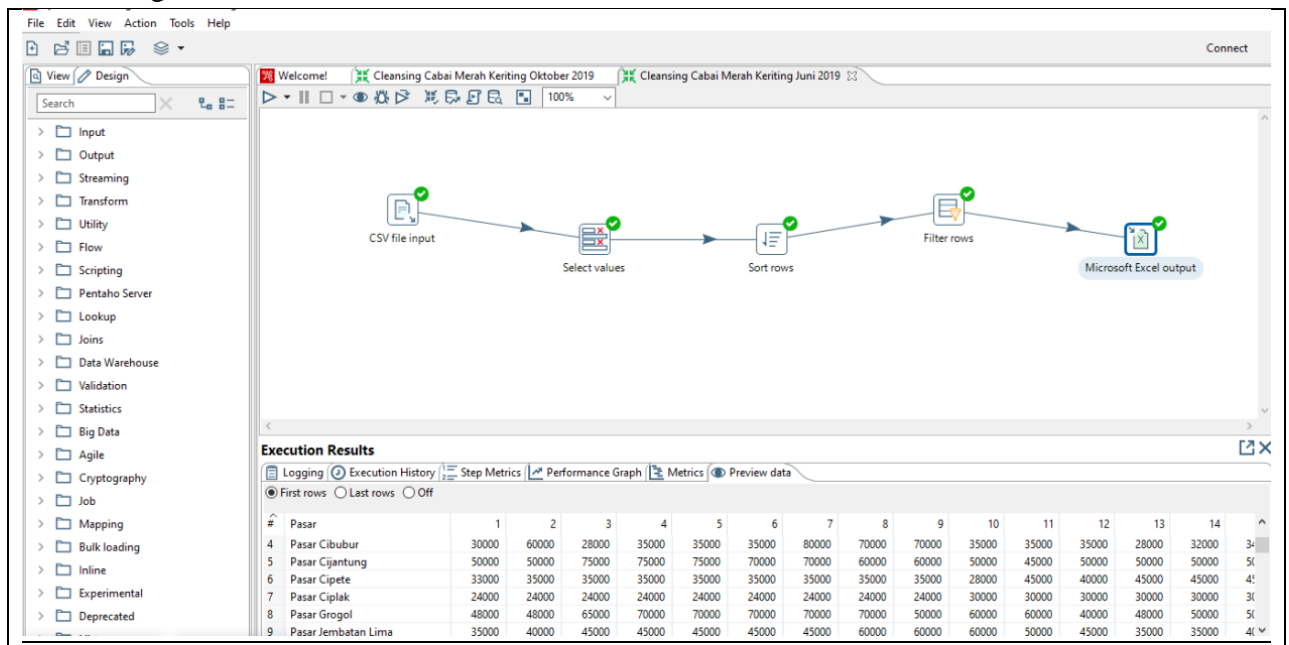 File Edit View Action Tools Help
Connect
View Design
Welcome! Cleansing Cabai Merah Keriting Oktober 2019 Cleansing Cabai Merah Keriting Juni 2019
Search
100%
Input
Output
Streaming
Transform
Utility
Flow
Scripting
Pentaho Server
Lookup
Joins
Data Warehouse
Validation
Statistics
Big Data
Agile
Cryptography
Job
Mapping
Bulk loading
Inline
Experimental
Deprecated
CSV file input
Select values
Sort rows
Filter rows
Microsoft Excel output
Execution Results
Logging Execution History Step Metrics Performance Graph Metrics Preview data
First rows Last rows Off
# Pasar 1 2 3 4 5 6 7 8 9 10 11 12 13 14
4 Pasar Cibubur 30000 60000 28000 35000 35000 35000 80000 70000 70000 35000 35000 35000 28000 32000
5 Pasar Cijantung 50000 50000 75000 75000 75000 70000 70000 60000 60000 50000 45000 50000 50000 50000
6 Pasar Cipete 33000 35000 35000 35000 35000 35000 35000 35000 35000 28000 45000 40000 45000 45000
7 Pasar Ciplak 24000 24000 24000 24000 24000 24000 24000 24000 24000 30000 30000 30000 30000 30000
8 Pasar Grogol 48000 48000 65000 70000 70000 70000 70000 70000 50000 60000 60000 40000 48000 50000
9 Pasar Jembatan Lima 35000 40000 45000 45000 45000 45000 45000 60000 60000 60000 50000 45000 35000 35000